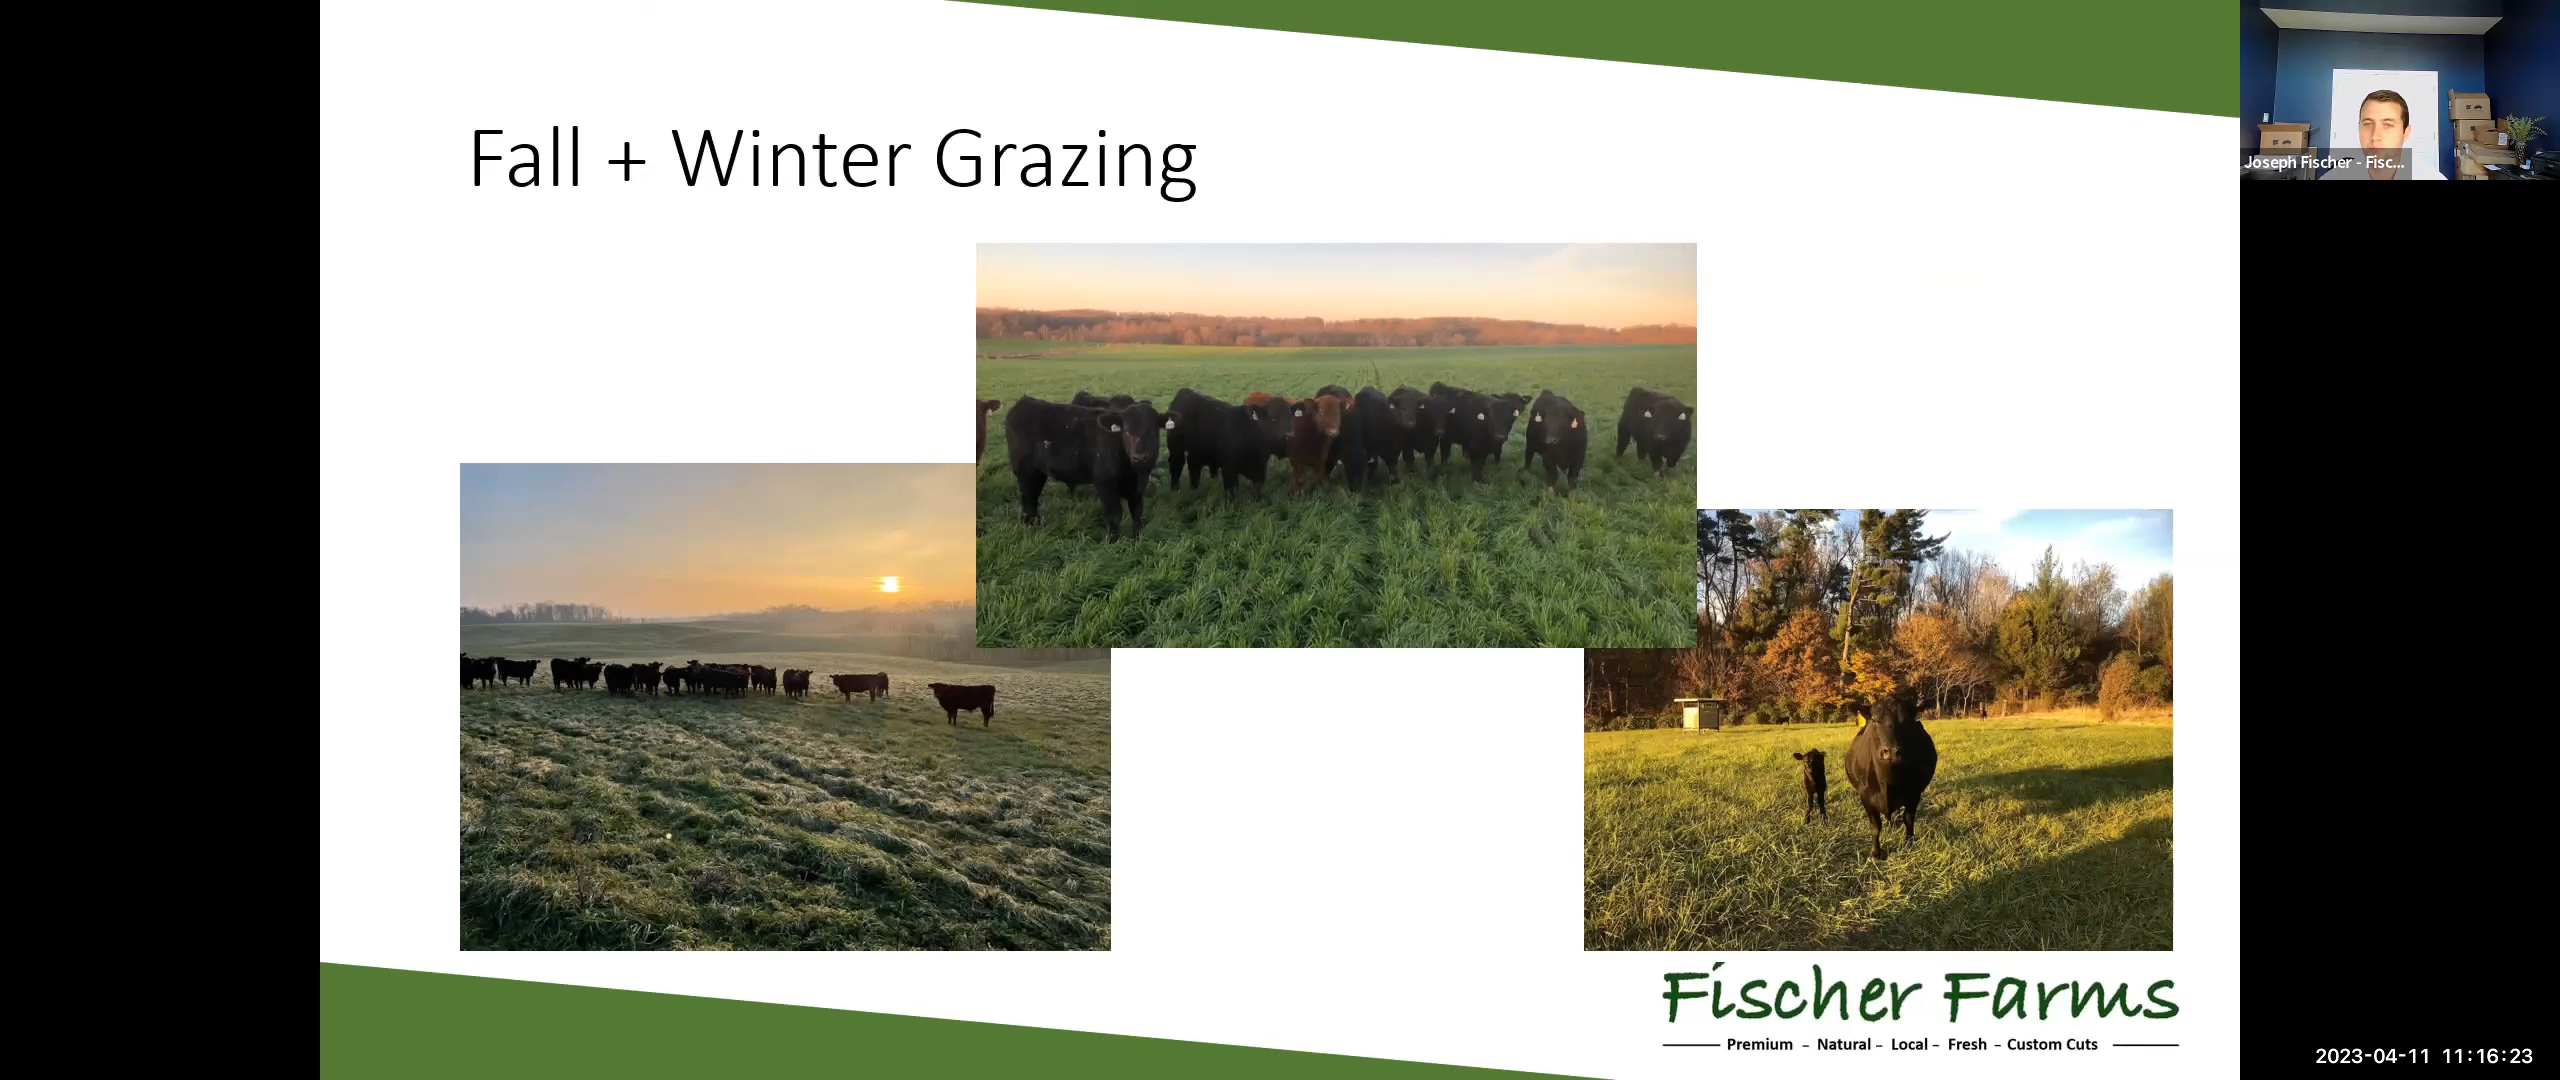 Fall + Winter Grazing
Joseph Fischer - Fisc...
Fischer Farms
Premium - Natural - Local - Fresh - Custom Cuts
2023-04-11 11:16:23